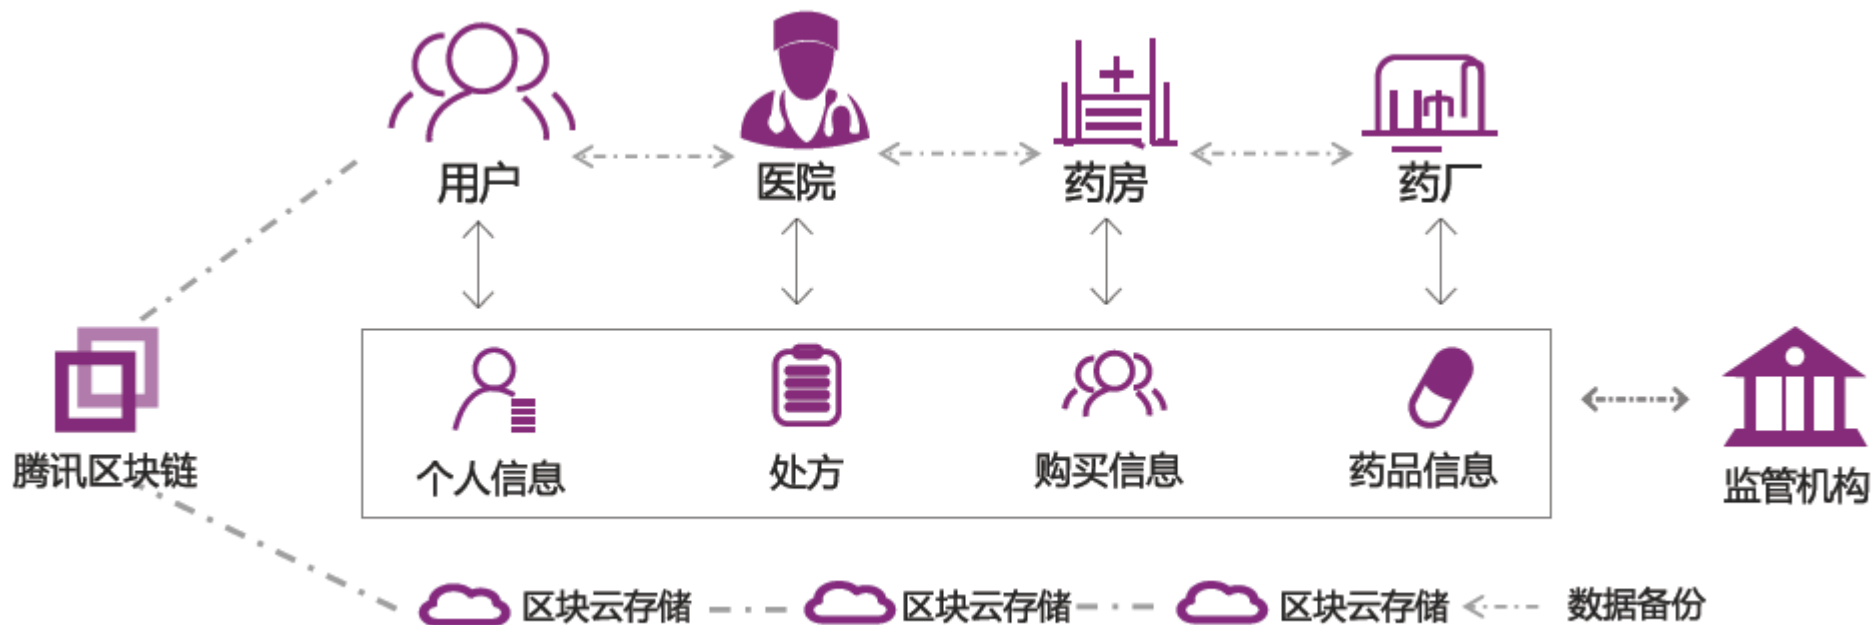 用户
医院
药房
药厂
腾讯区块链
个人信息
处方
购买信息
药品信息
监管机构
区块云存储
区块云存储
区块云存储
数据备份